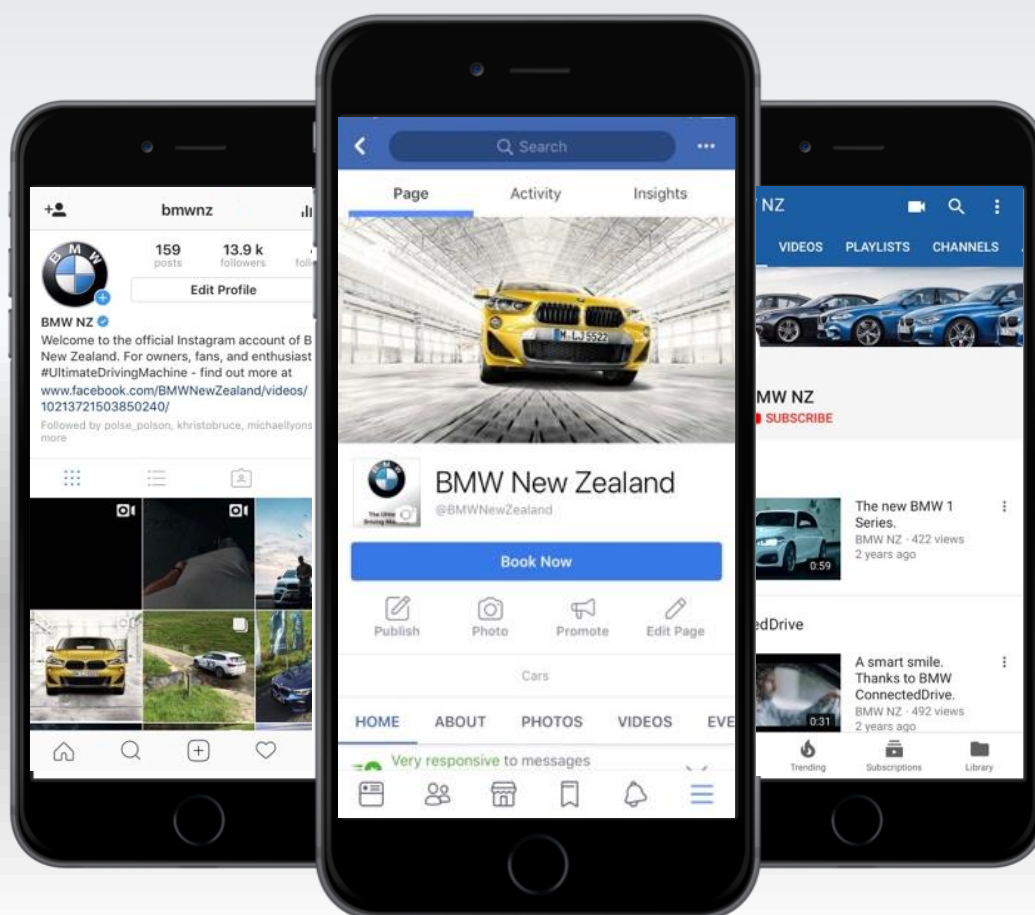 bmwnz
159
13.9 k
posts
followers
Edit Profile
BMW NZ
Welcome to the official Instagram account of B
New Zealand. For owners, fans, and enthusiast
#UltimateDrivingMachine - find out more at
www.facebook.com/BMWNewZealand/videos/
10213721503850240/
Followed by polse_polson, khristobruce, michaellyons
more
Search
Page Activity Insights
M·LJ 5522
BMW
BMW New Zealand
@BMWNewZealand
Book Now
Publish Photo Promote Edit Page
Cars
HOME ABOUT PHOTOS VIDEOS EVE
Very responsive to messages
NZ
VIDEOS PLAYLISTS CHANNELS
MW NZ
SUBSCRIBE
The new BMW 1
Series.
BMW NZ · 422 views
2 years ago
0:59
edDrive
A smart smile.
Thanks to BMW
ConnectedDrive.
BMW NZ · 492 views
2 years ago
0:31
Trending Subscriptions Library